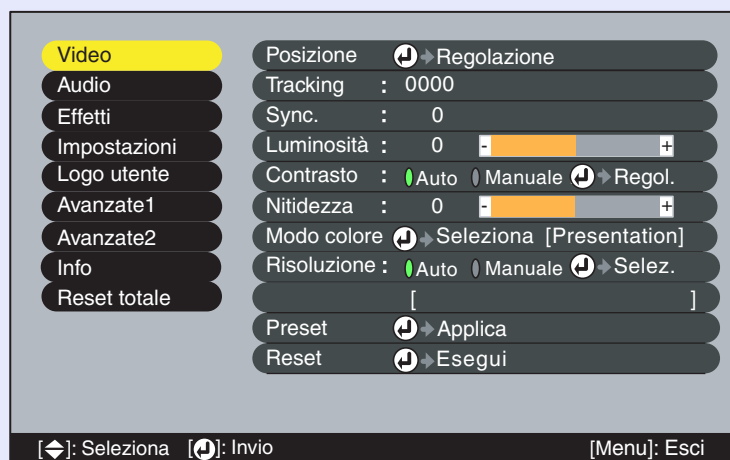 Video
Audio
Effetti
Impostazioni
Logo utente
Avanzate1
Avanzate2
Info
Reset totale
Posizione Regolazione
Tracking : 0000
Sync. : 0
Luminosità : 0 - +
Contrasto : Auto Manuale Regol.
Nitidezza : 0 - +
Modo colore Seleziona [Presentation]
Risoluzione : Auto Manuale Selez.
[ ]
Preset Applica
Reset Esegui
[ ]: Seleziona [ ]: Invio [Menu]: Esci